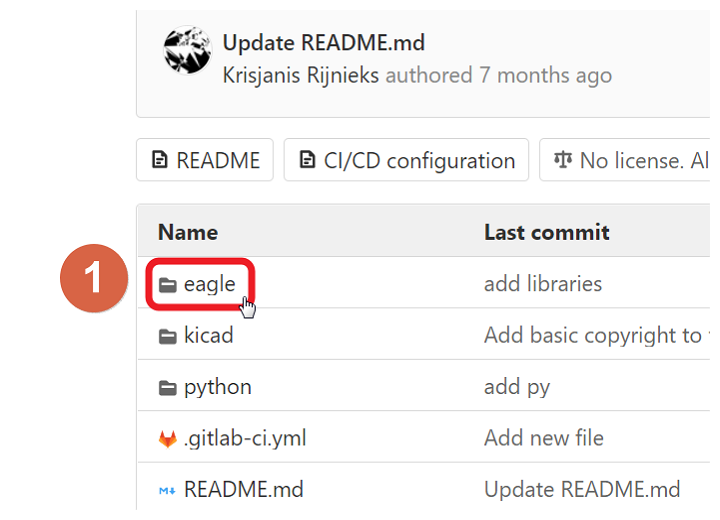 Update README.md
Krisjanis Rijnieks authored 7 months ago
README CI/CD configuration No license. Al
Name Last commit
1
eagle add libraries
kicad Add basic copyright to
python add py
.gitlab-ci.yml Add new file
M README.md Update README.md